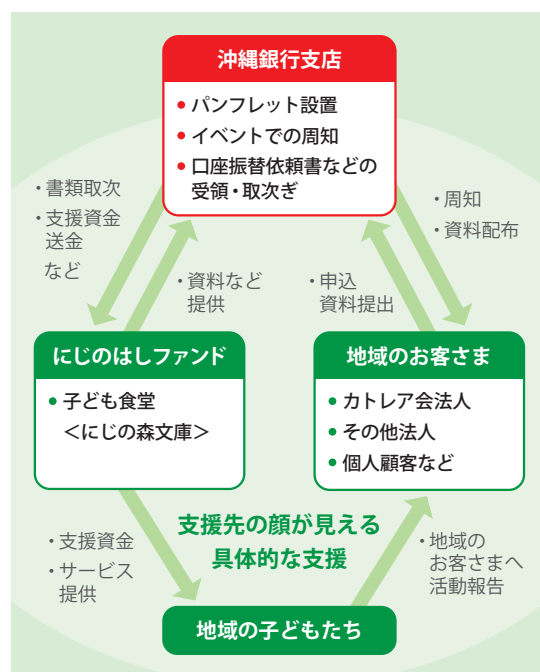 沖縄銀行支店
• パンフレット設置
• イベントでの周知
• 口座振替依頼書などの
受領・取次ぎ
・書類取次
・支援資金
送金
など
・資料など
提供
・申込
資料提出
・周知
・資料配布
にじのはしファンド
• 子ども食堂
＜にじの森文庫＞
地域のお客さま
• カトレア会法人
• その他法人
• 個人顧客など
支援先の顔が見える
具体的な支援
・支援資金
・サービス
提供
・地域の
お客さまへ
活動報告
地域の子どもたち